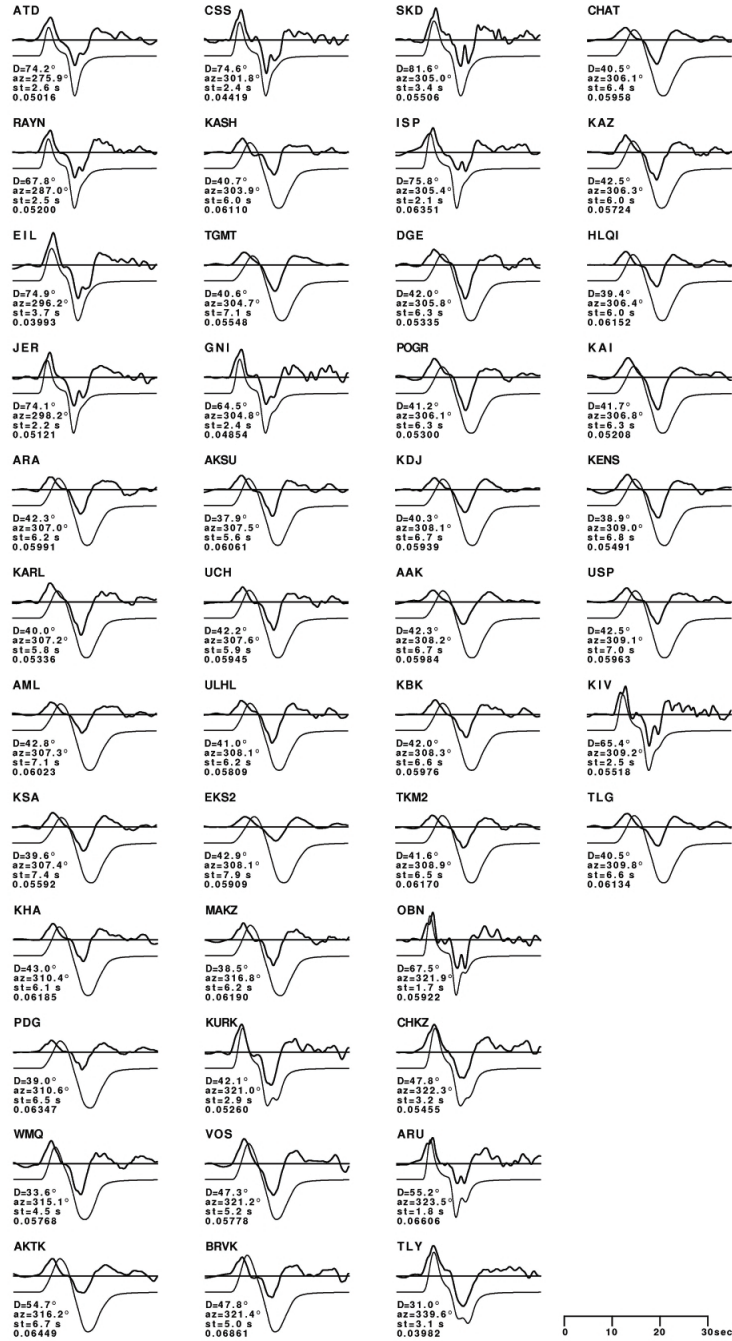 ATD
D=74.2°
az=275.9°
st=2.6 s
0.05016
CSS
D=74.6°
az=301.8°
st=2.4 s
0.04419
SKD
D=81.6°
az=305.0°
st=3.4 s
0.05506
CHAT
D=40.5°
az=306.1°
st=6.4 s
0.05958
RAYN
D=67.8°
az=287.0°
st=2.5 s
0.05200
KASH
D=40.7°
az=303.9°
st=6.0 s
0.06110
ISP
D=75.8°
az=305.4°
st=2.1 s
0.06351
KAZ
D=42.5°
az=306.3°
st=6.0 s
0.05724
EIL
D=74.9°
az=296.2°
st=3.7 s
0.03993
TGMT
D=40.6°
az=304.7°
st=7.1 s
0.05548
DGE
D=42.0°
az=305.8°
st=6.3 s
0.05335
HLQI
D=39.4°
az=306.4°
st=6.0 s
0.06152
JER
D=74.1°
az=298.2°
st=2.2 s
0.05121
GNI
D=64.5°
az=304.8°
st=2.4 s
0.04854
POGR
D=41.2°
az=306.1°
st=6.3 s
0.05300
KAI
D=41.7°
az=306.8°
st=6.3 s
0.05208
ARA
D=42.3°
az=307.0°
st=6.2 s
0.05991
AKSU
D=37.9°
az=307.5°
st=5.6 s
0.06061
KDJ
D=40.3°
az=308.1°
st=6.7 s
0.05939
KENS
D=38.9°
az=309.0°
st=6.8 s
0.05491
KARL
D=40.0°
az=307.2°
st=5.8 s
0.05336
UCH
D=42.2°
az=307.6°
st=5.9 s
0.05945
AAK
D=42.3°
az=308.2°
st=6.7 s
0.05984
USP
D=42.5°
az=309.1°
st=7.0 s
0.05963
AML
D=42.8°
az=307.3°
st=7.1 s
0.06023
ULHL
D=41.0°
az=308.1°
st=6.2 s
0.05809
KBK
D=42.0°
az=308.3°
st=6.6 s
0.05976
KIV
D=65.4°
az=309.2°
st=2.5 s
0.05518
KSA
D=39.6°
az=307.4°
st=7.4 s
0.05592
EKS2
D=42.9°
az=308.1°
st=7.9 s
0.05909
TKM2
D=41.6°
az=308.9°
st=6.5 s
0.06170
TLG
D=40.5°
az=309.8°
st=6.6 s
0.06134
KHA
D=43.0°
az=310.4°
st=6.1 s
0.06185
MAKZ
D=38.5°
az=316.8°
st=6.2 s
0.06190
OBN
D=67.5°
az=321.9°
st=1.7 s
0.05922
PDG
D=39.0°
az=310.6°
st=6.5 s
0.06347
KURK
D=42.1°
az=321.0°
st=2.9 s
0.05260
CHKZ
D=47.8°
az=322.3°
st=3.2 s
0.05455
WMQ
D=33.6°
az=315.1°
st=4.5 s
0.05768
VOS
D=47.3°
az=321.2°
st=5.2 s
0.05778
ARU
D=55.2°
az=323.5°
st=1.8 s
0.06606
AKTK
D=54.7°
az=316.2°
st=6.7 s
0.06449
BRVK
D=47.8°
az=321.4°
st=5.0 s
0.06861
TLY
D=31.0°
az=339.6°
st=3.1 s
0.03982
0 10 20 30sec